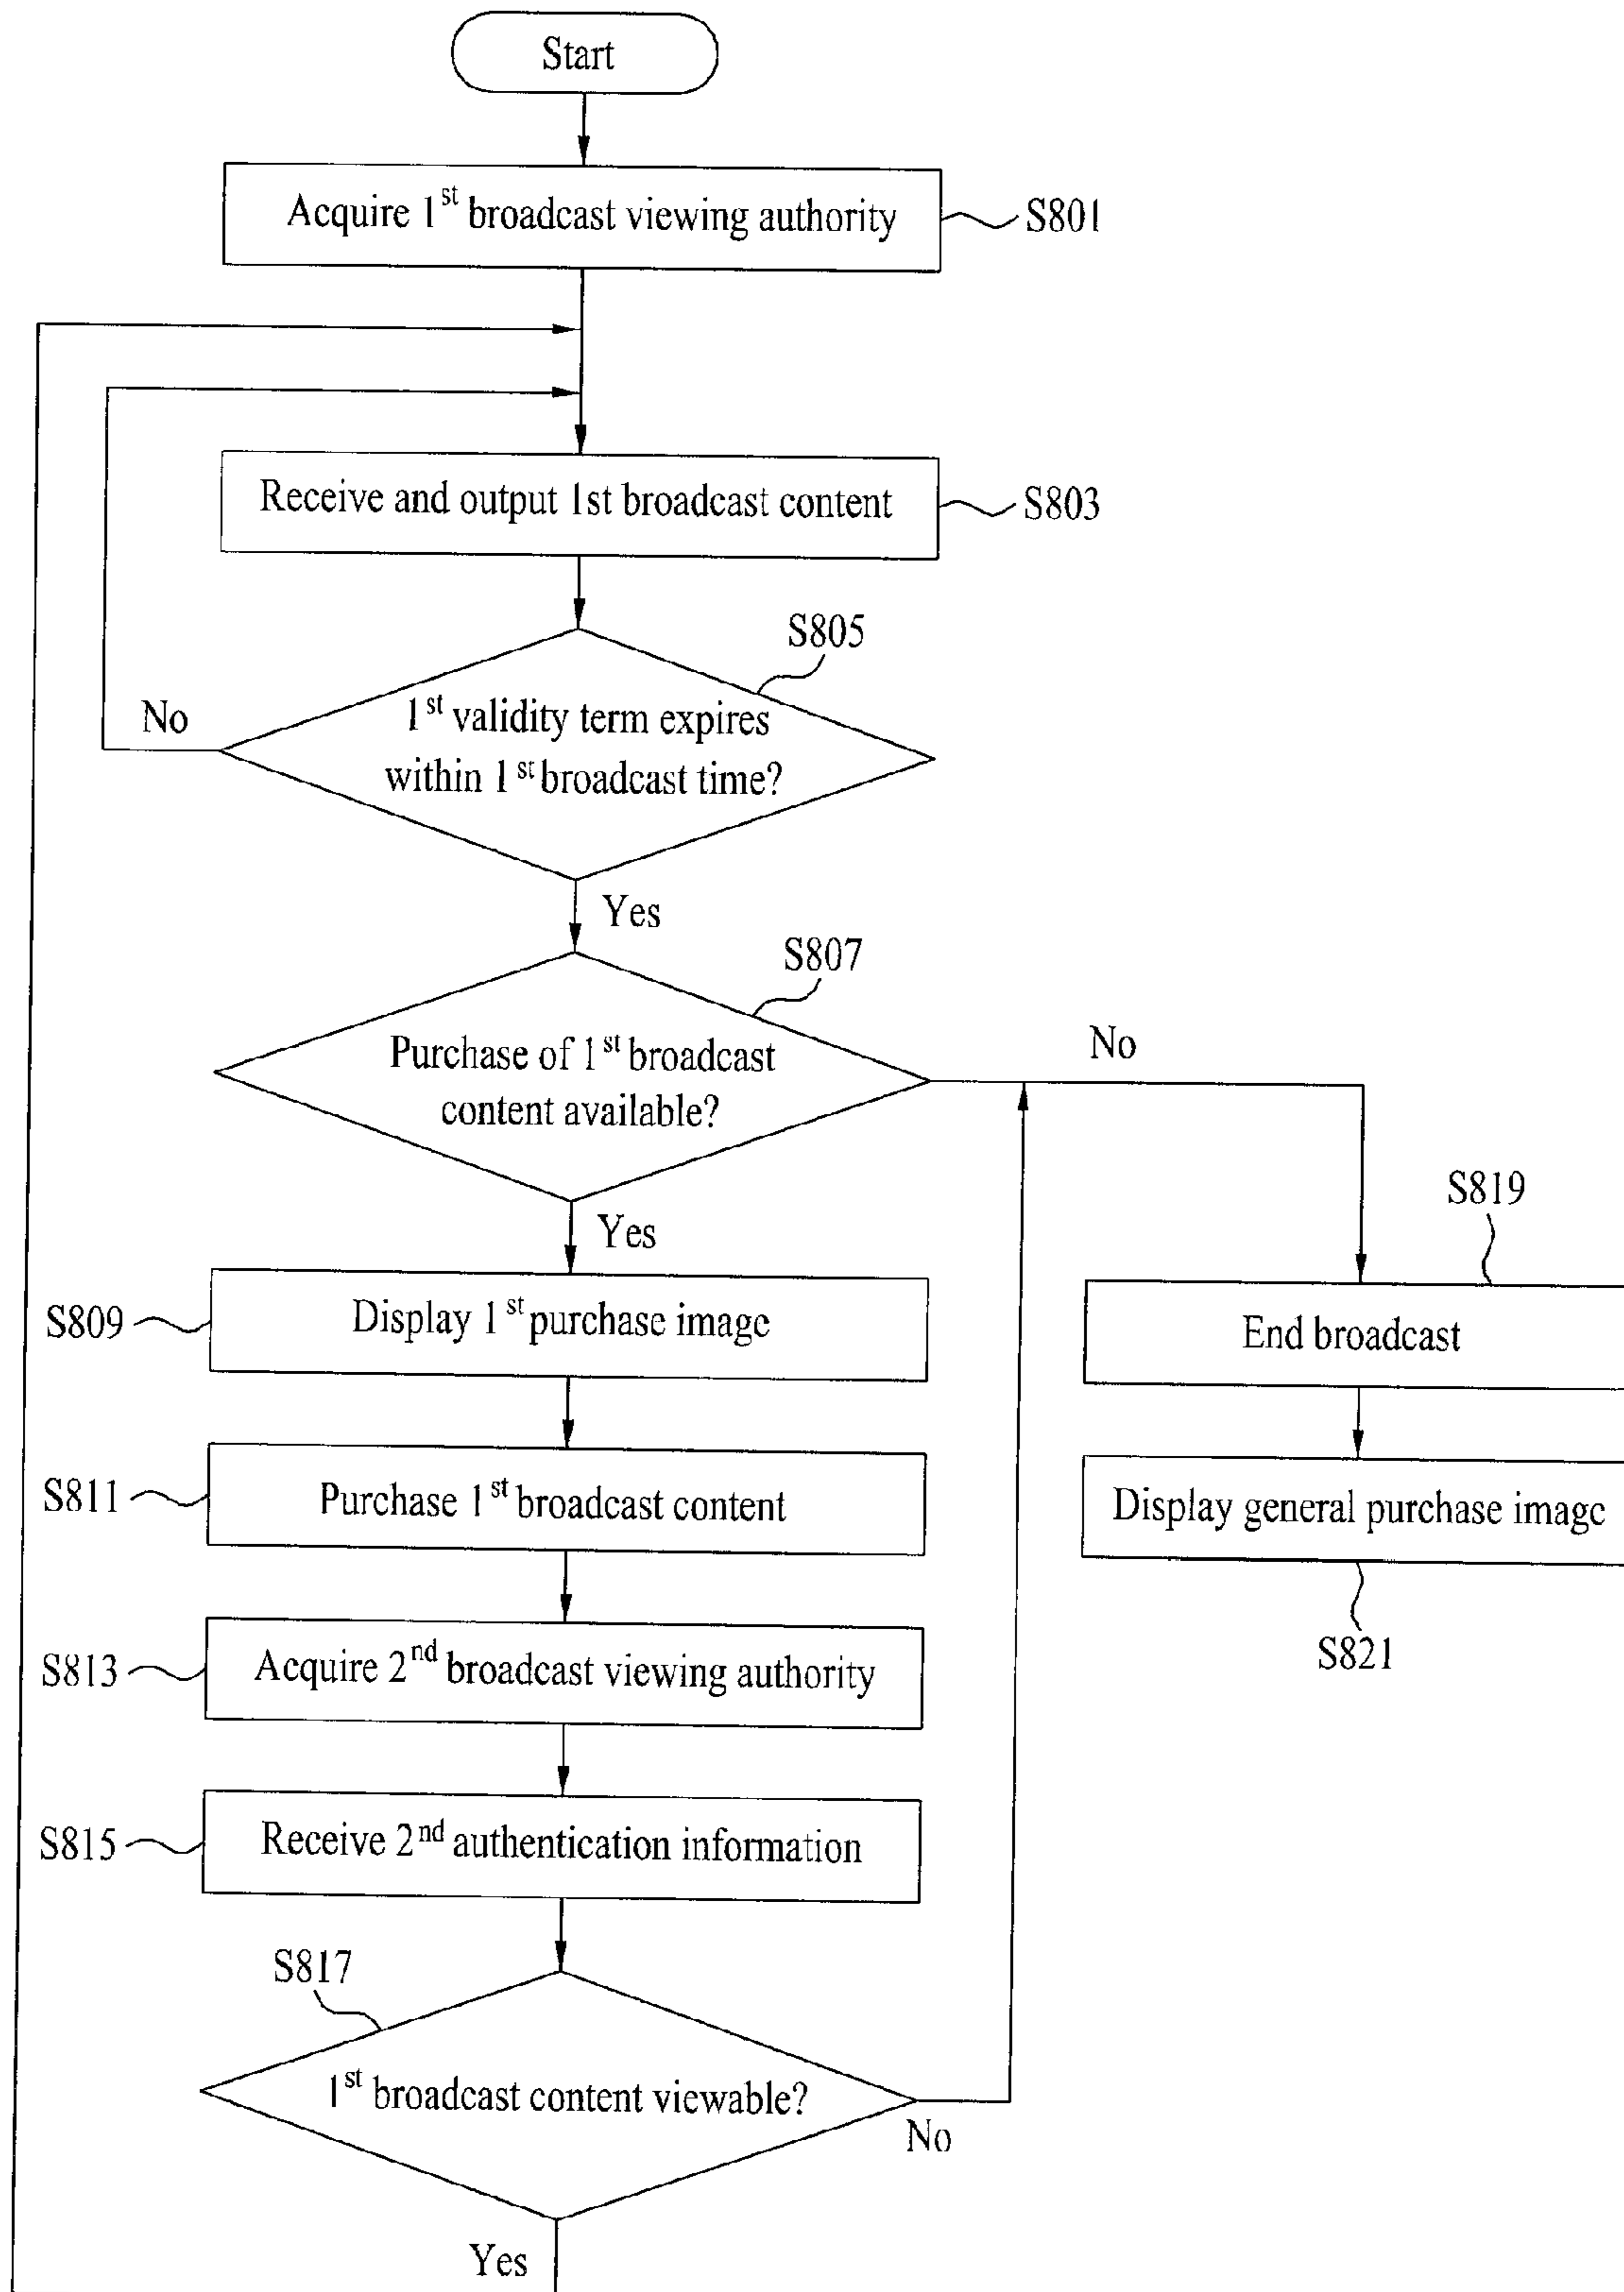 Start
Acquire 1st broadcast viewing authority
S801
Receive and output 1st broadcast content
S803
S805
1st validity term expires
within 1st broadcast time?
No
Yes
S807
Purchase of 1st broadcast
content available?
No
Yes
S819
S809
Display 1st purchase image
End broadcast
S811
Purchase 1st broadcast content
Display general purchase image
S813
Acquire 2nd broadcast viewing authority
S821
S815
Receive 2nd authentication information
S817
1st broadcast content viewable?
No
Yes